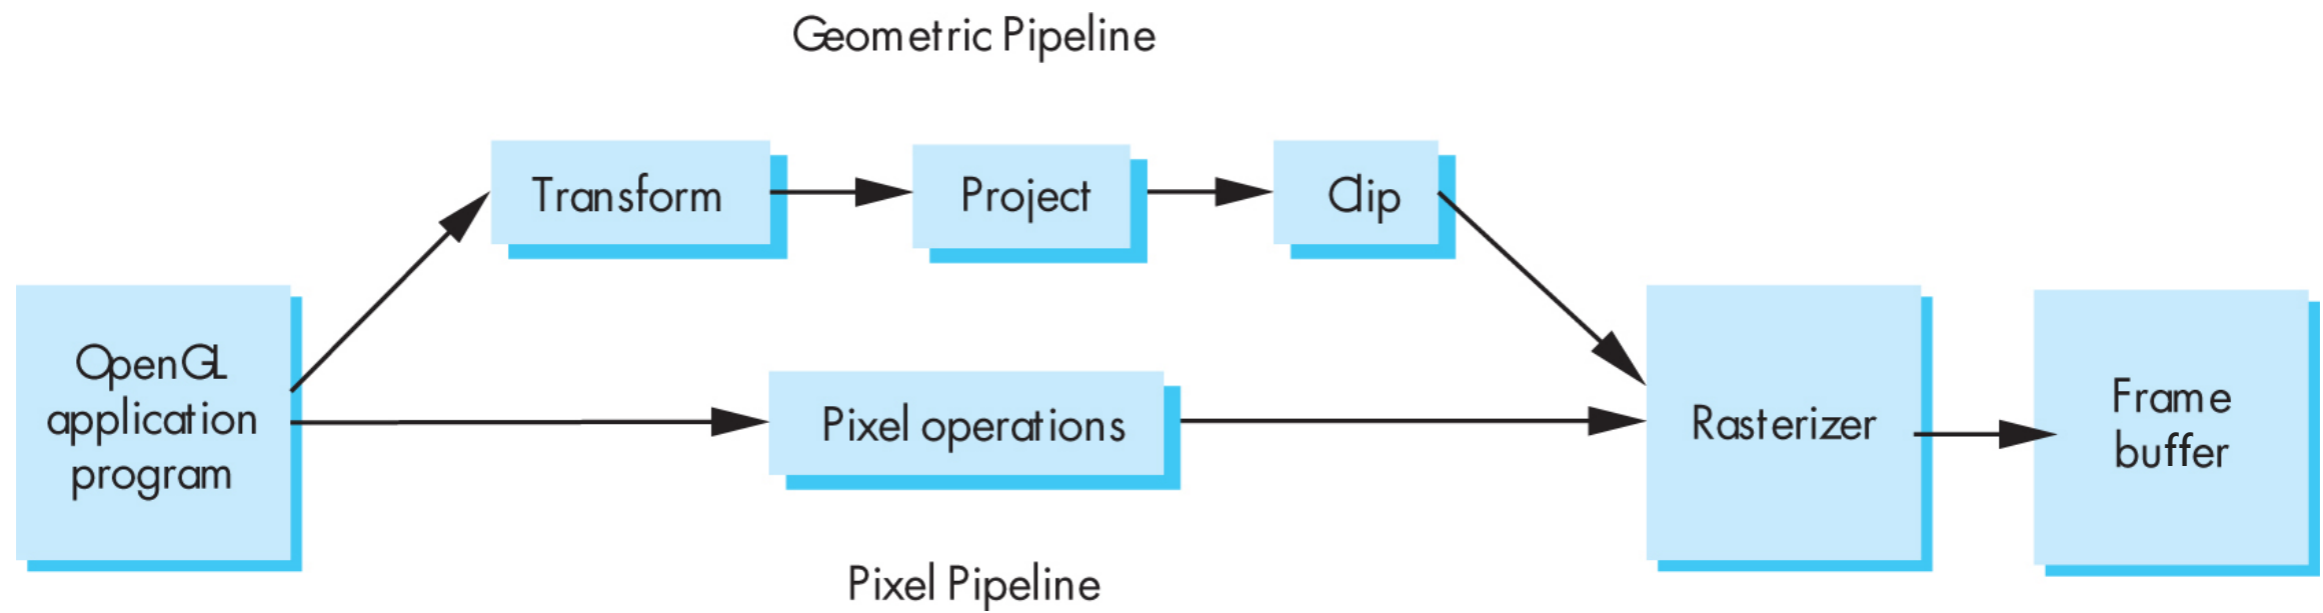 Geometric Pipeline
Transform
Project
Clip
OpenGL
application
program
Pixel operations
Rasterizer
Frame
buffer
Pixel Pipeline